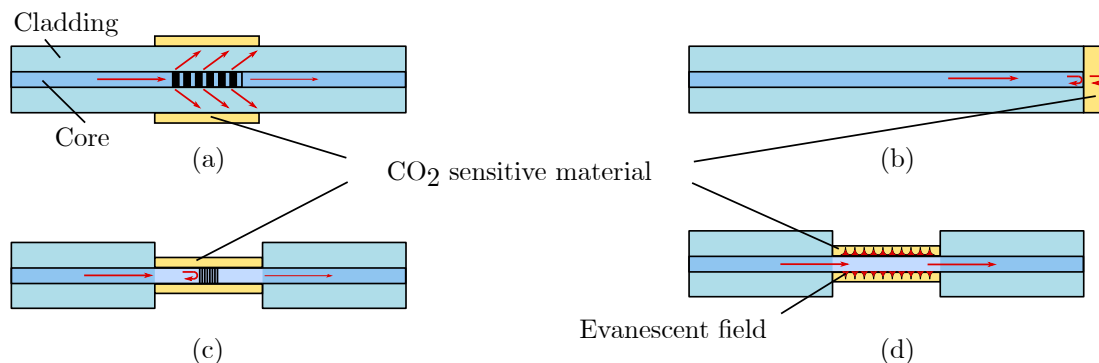 Cladding
Core
(a)
(b)
CO2 sensitive material
Evanescent field
(c)
(d)